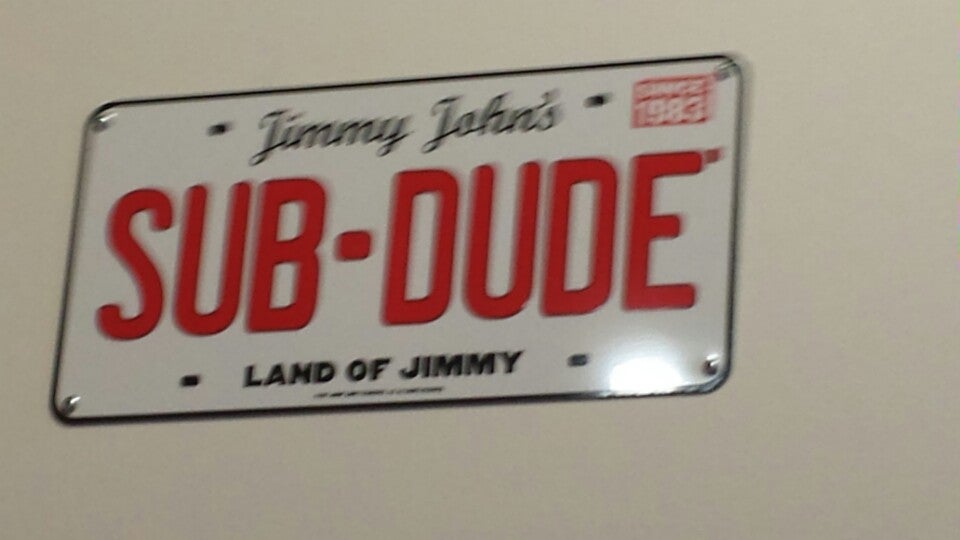 Jimmy John's
SINCE
1983
SUB-DUDE
LAND OF JIMMY